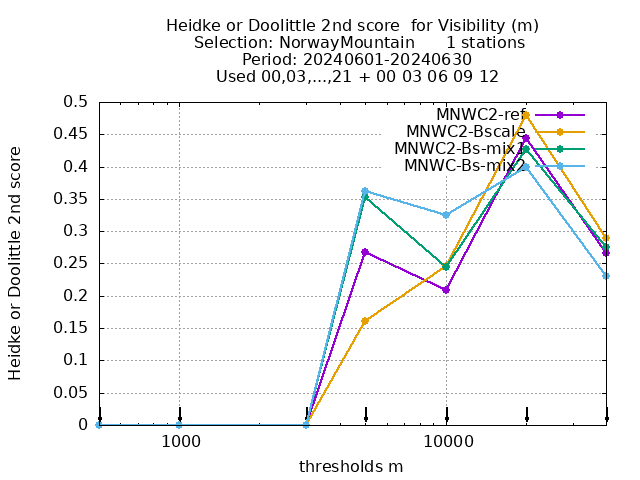 Heidke or Doolittle 2nd score  for Visibility (m)
Selection: NorwayMountain      1 stations
Period: 20240601-20240630
Used 00,03,...,21 + 00 03 06 09 12
Heidke or Doolittle 2nd score
0.5
0.45
0.4
0.35
0.3
0.25
0.2
0.15
0.1
0.05
0
MNWC2-ref
MNWC2-Bscale
MNWC2-Bs-mix1
MNWC-Bs-mix2
1000
10000
thresholds m